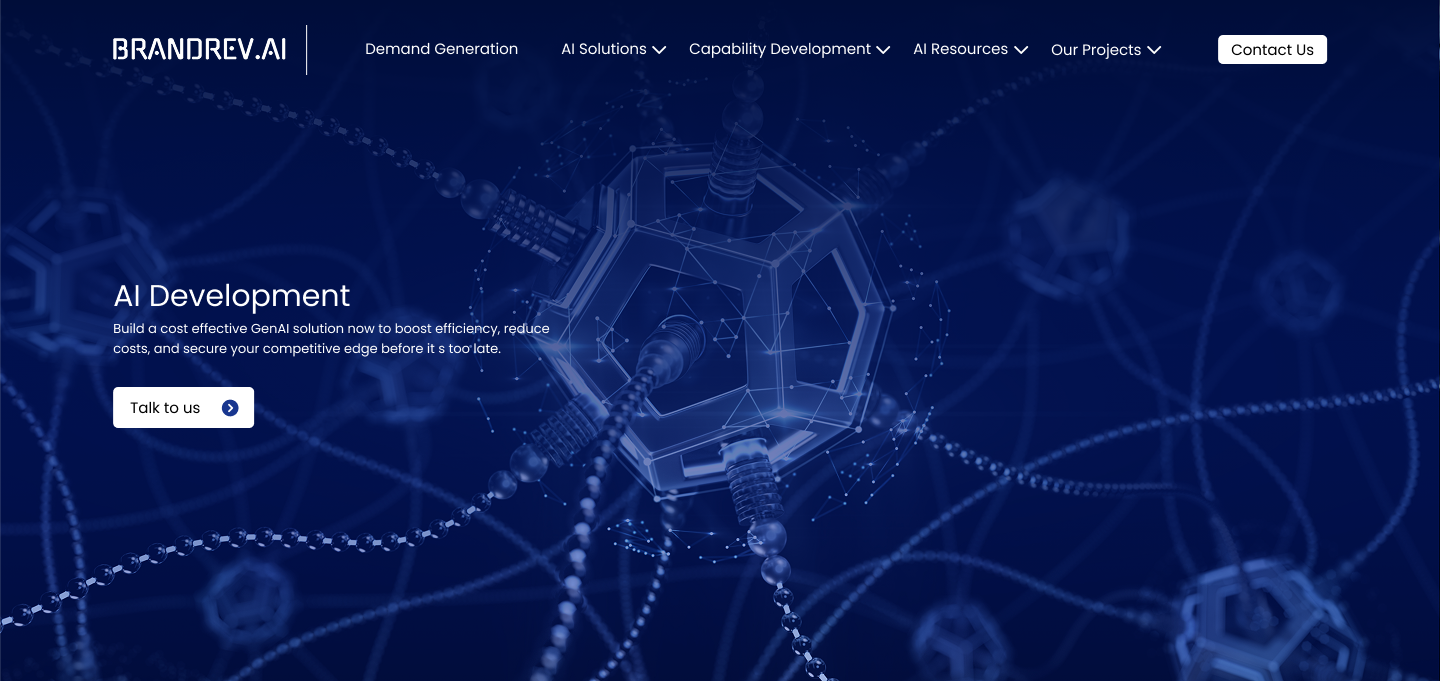 BRANDREV.AI
Demand Generation
AI Solutions
Capability Development
AI Resources
Our Projects
Contact Us
AI Development
Build a cost effective GenAI solution now to boost efficiency, reduce
costs, and secure your competitive edge before it s too late.
Talk to us